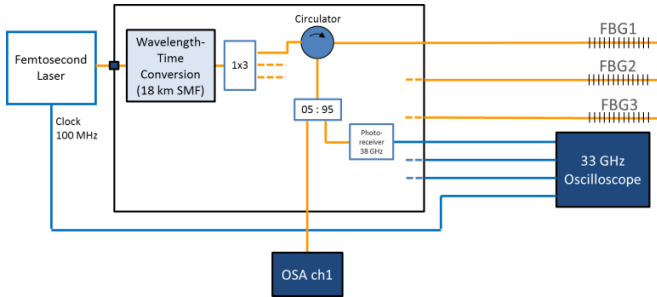 Circulator
FBG1
Wavelength-
Time
Conversion
(18 km SMF)
1x3
Femtosecond
Laser
FBG2
05 : 95
FBG3
Clock
100 MHz
Photo-
receiver
38 GHz
33 GHz
Oscilloscope
OSA ch1